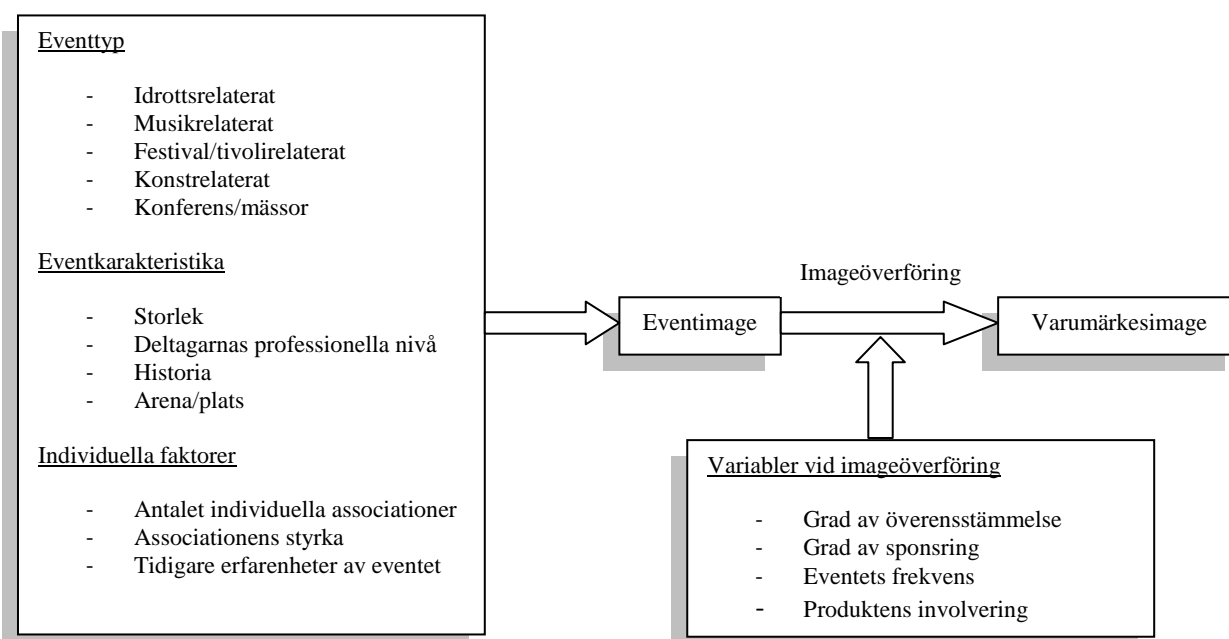 Eventtyp
- Idrottsrelaterat
- Musikrelaterat
- Festival/tivolirelaterat
- Konstrelaterat
- Konferens/mässor
Eventkarakteristika
- Storlek
- Deltagarnas professionella nivå
- Historia
- Arena/plats
Individuella faktorer
- Antalet individuella associationer
- Associationens styrka
- Tidigare erfarenheter av eventet
Eventimage
Imageöverföring
Varumärkesimage
Variabler vid imageöverföring
- Grad av överensstämmelse
- Grad av sponsring
- Eventets frekvens
- Produktens involvering